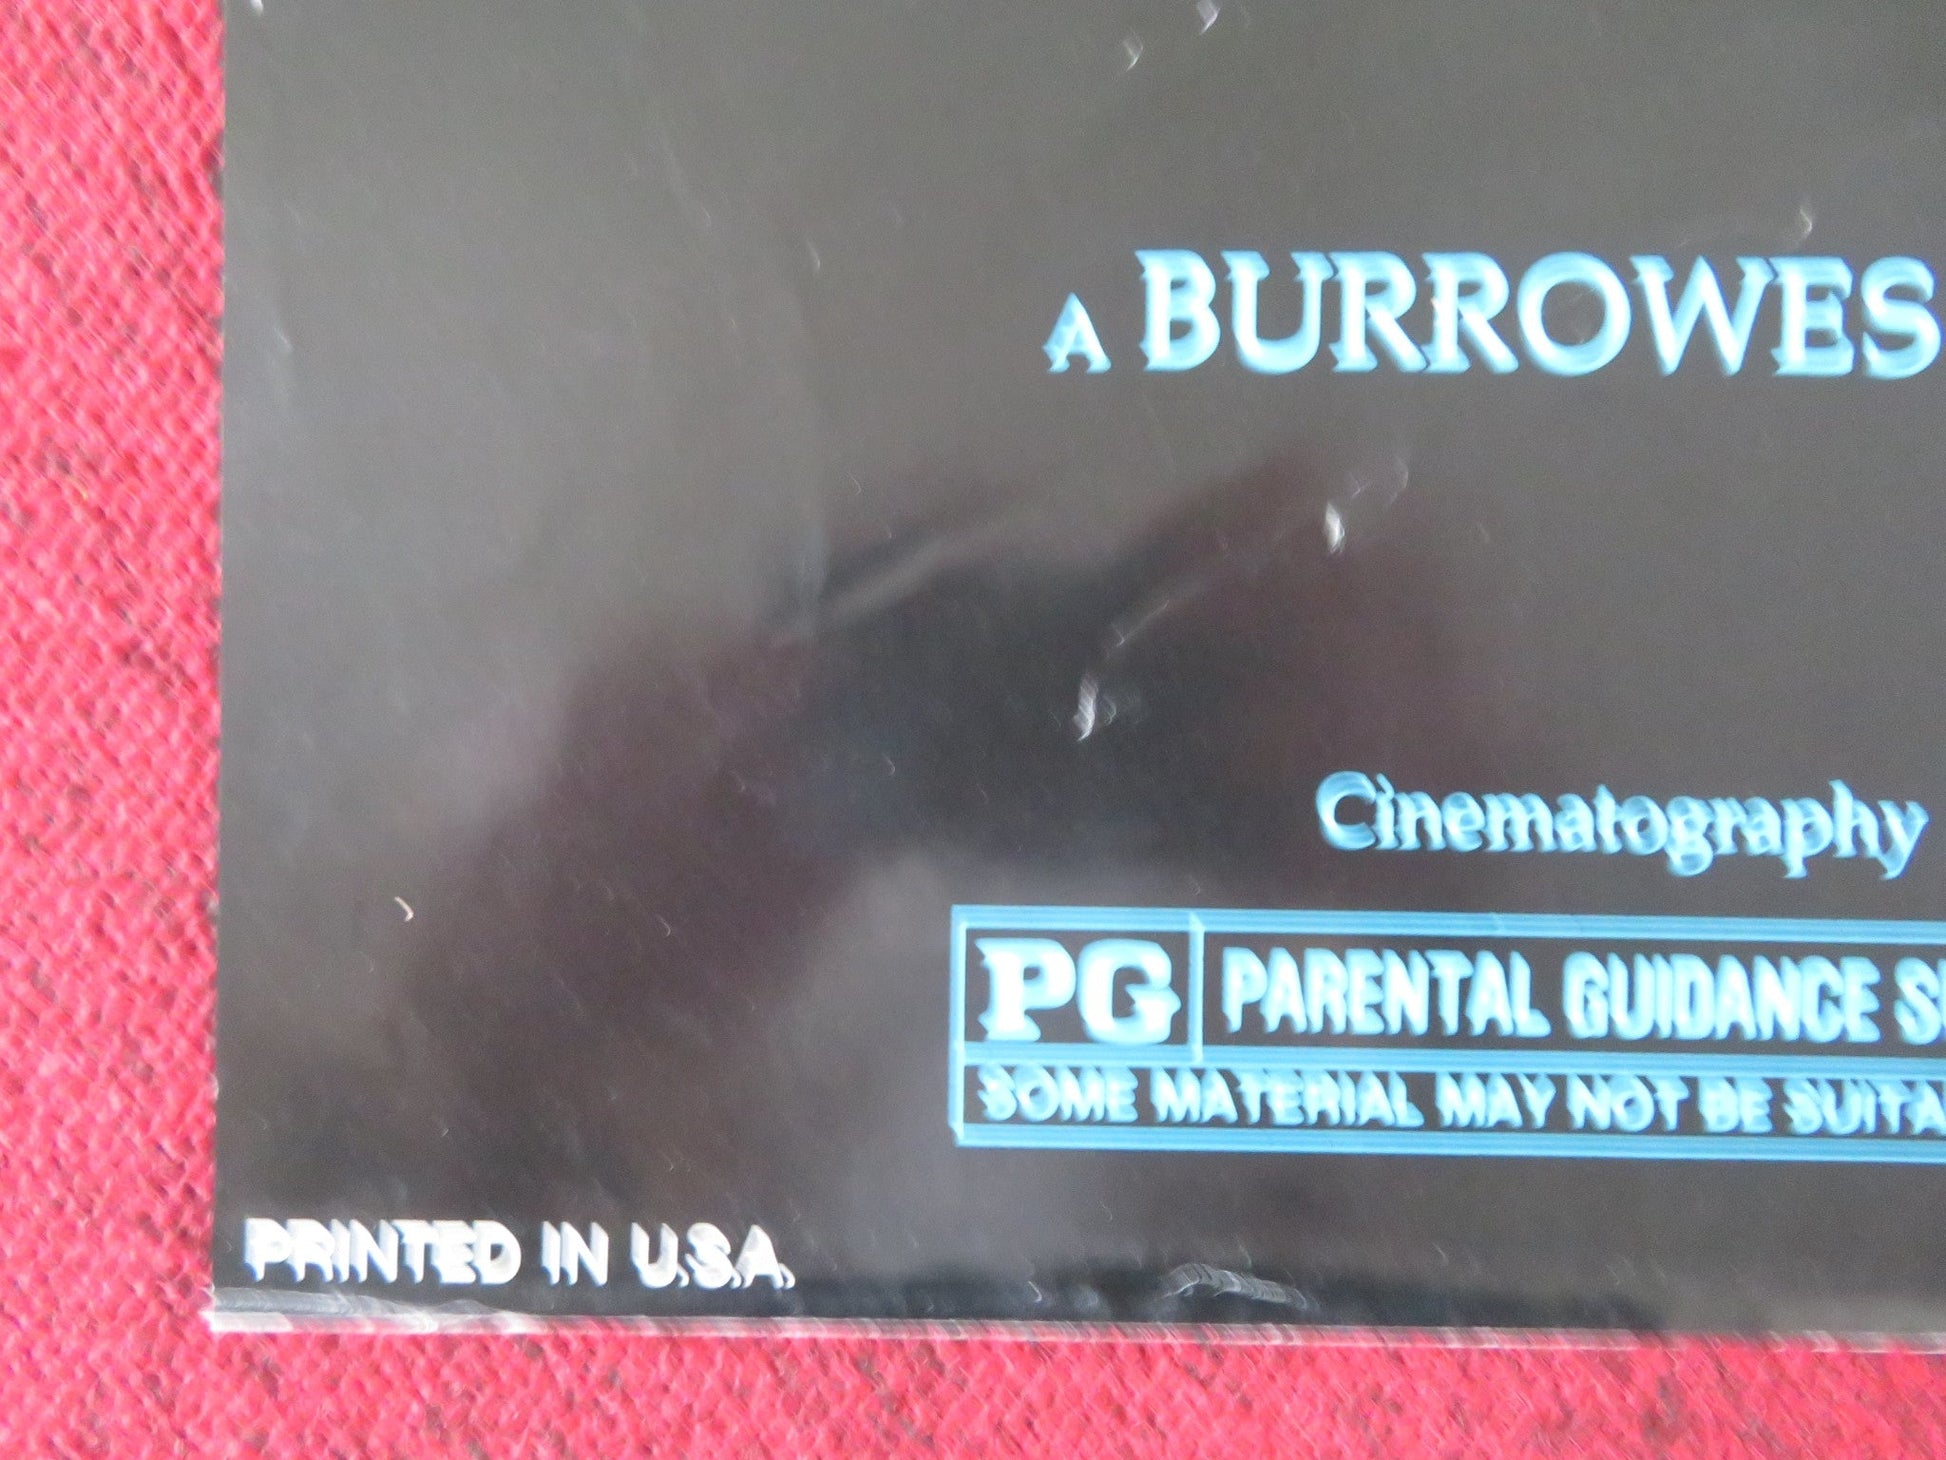 A BURROWES
Cinematography
PG PARENTAL GUIDANCE
SOME MATERIAL MAY NOT BE
PRINTED IN U.S.A.